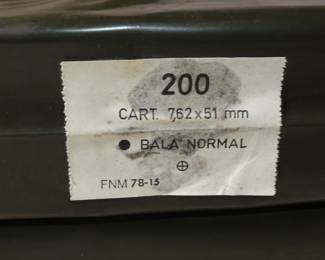 200
CART. 7,62 x 51 mm
● BALA NORMAL
⊕
FNM 78-15